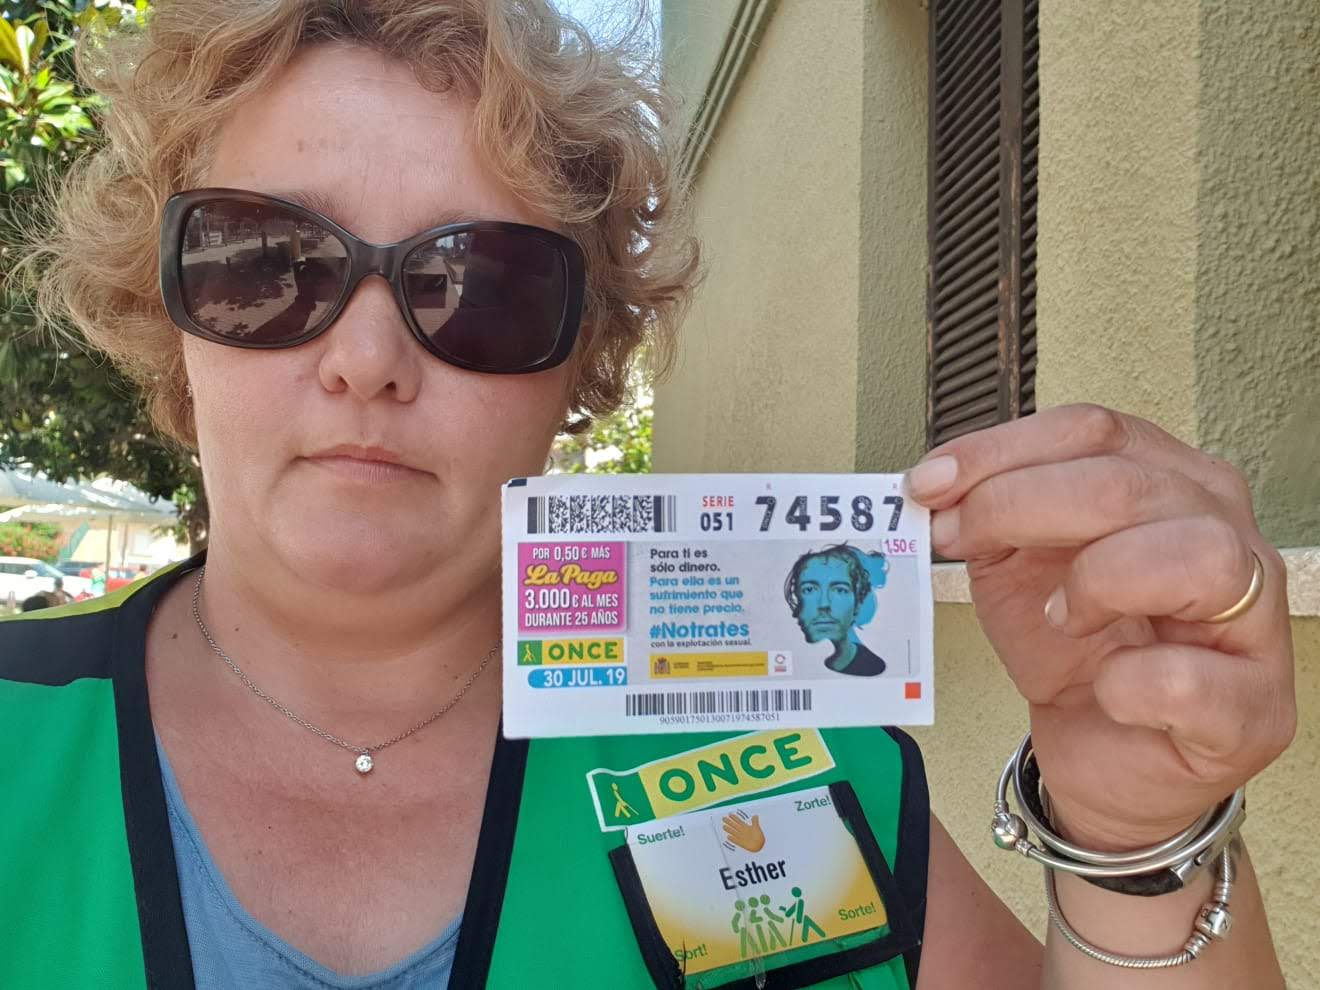 SERIE
051
74587
1,50 €
POR 0,50 € MÁS
La Paga
3.000 € AL MES
DURANTE 25 AÑOS
ONCE
30 JUL. 19
Para ti es
sólo dinero.
Para ella es un
sufrimiento que
no tiene precio.
#Notrates
con la explotación sexual.
905901750130071974587051
ONCE
Suerte!
Zorte!
Esther
Sort!
Sorte!